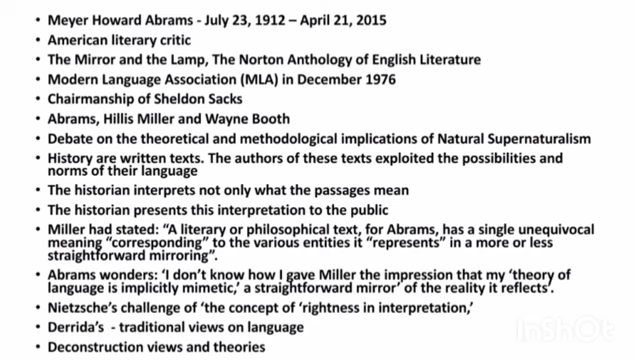 • Meyer Howard Abrams - July 23, 1912 – April 21, 2015
• American literary critic
• The Mirror and the Lamp, The Norton Anthology of English Literature
• Modern Language Association (MLA) in December 1976
• Chairmanship of Sheldon Sacks
• Abrams, Hillis Miller and Wayne Booth
• Debate on the theoretical and methodological implications of Natural Supernaturalism
• History are written texts. The authors of these texts exploited the possibilities and
norms of their language
• The historian interprets not only what the passages mean
• The historian presents this interpretation to the public
• Miller had stated: “A literary or philosophical text, for Abrams, has a single unequivocal
meaning “corresponding” to the various entities it “represents” in a more or less
straightforward mirroring”.
• Abrams wonders: ‘I don’t know how I gave Miller the impression that my ‘theory of
language is implicitly mimetic,’ a straightforward mirror’ of the reality it reflects’.
• Nietzsche’s challenge of ‘the concept of ‘rightness in interpretation,’
• Derrida’s - traditional views on language
• Deconstruction views and theories
InShOt